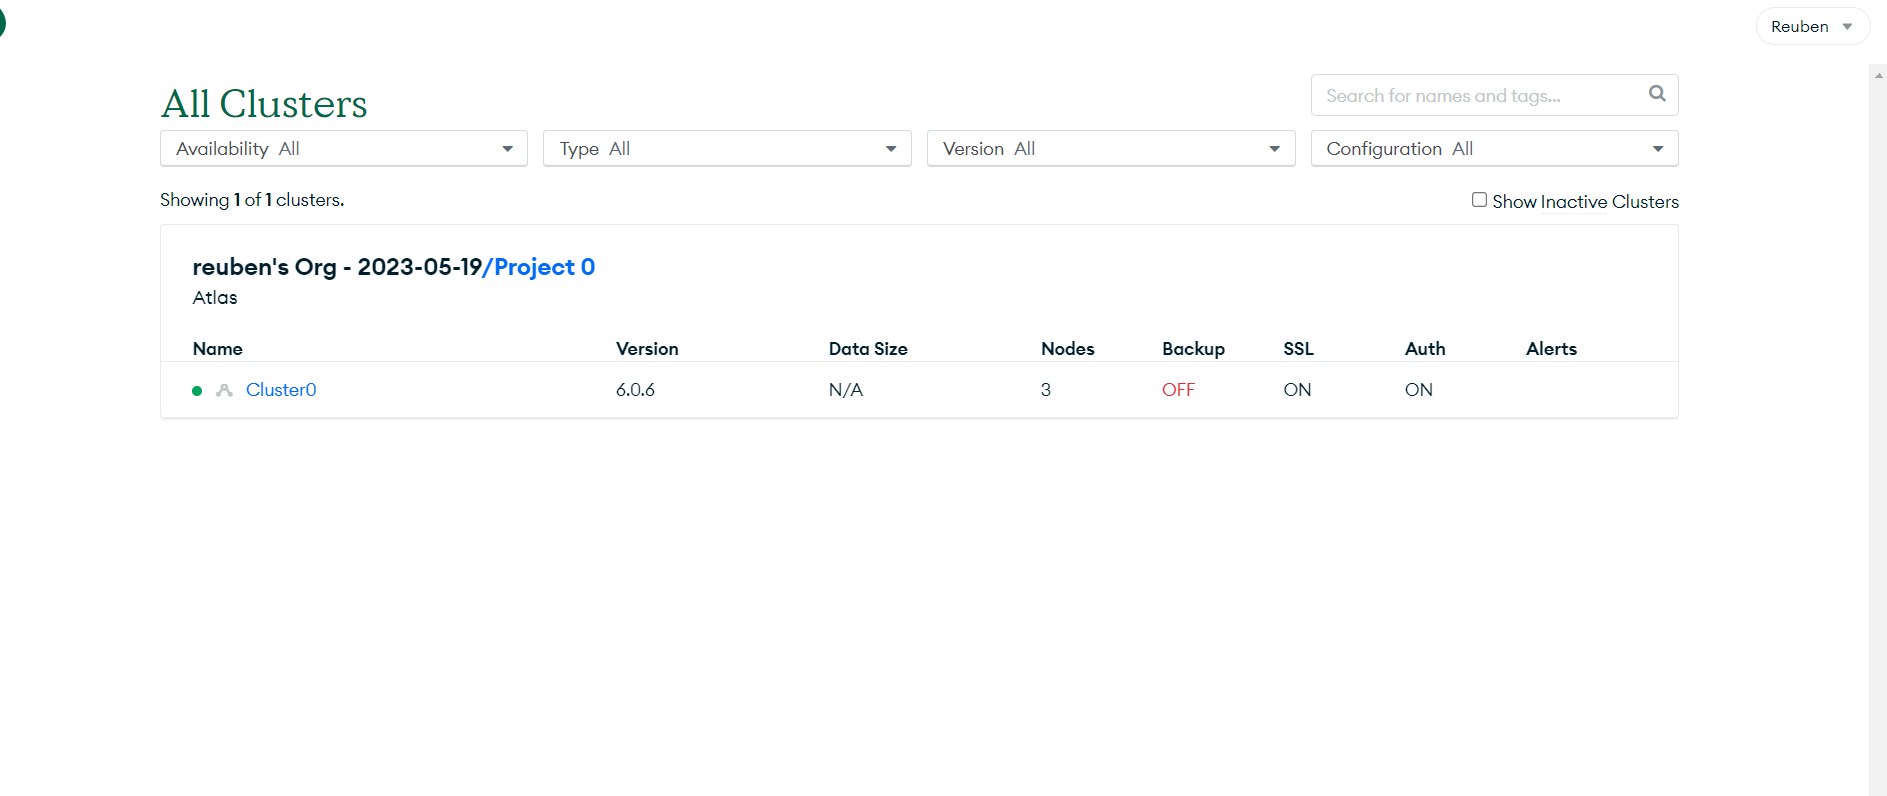 Reuben
All Clusters
Search for names and tags...
Availability All
Type All
Version All
Configuration All
Showing 1 of 1 clusters.
Show Inactive Clusters
reuben's Org - 2023-05-19/Project 0
Atlas
Name Version Data Size Nodes Backup SSL Auth Alerts
Cluster0 6.0.6 N/A 3 OFF ON ON